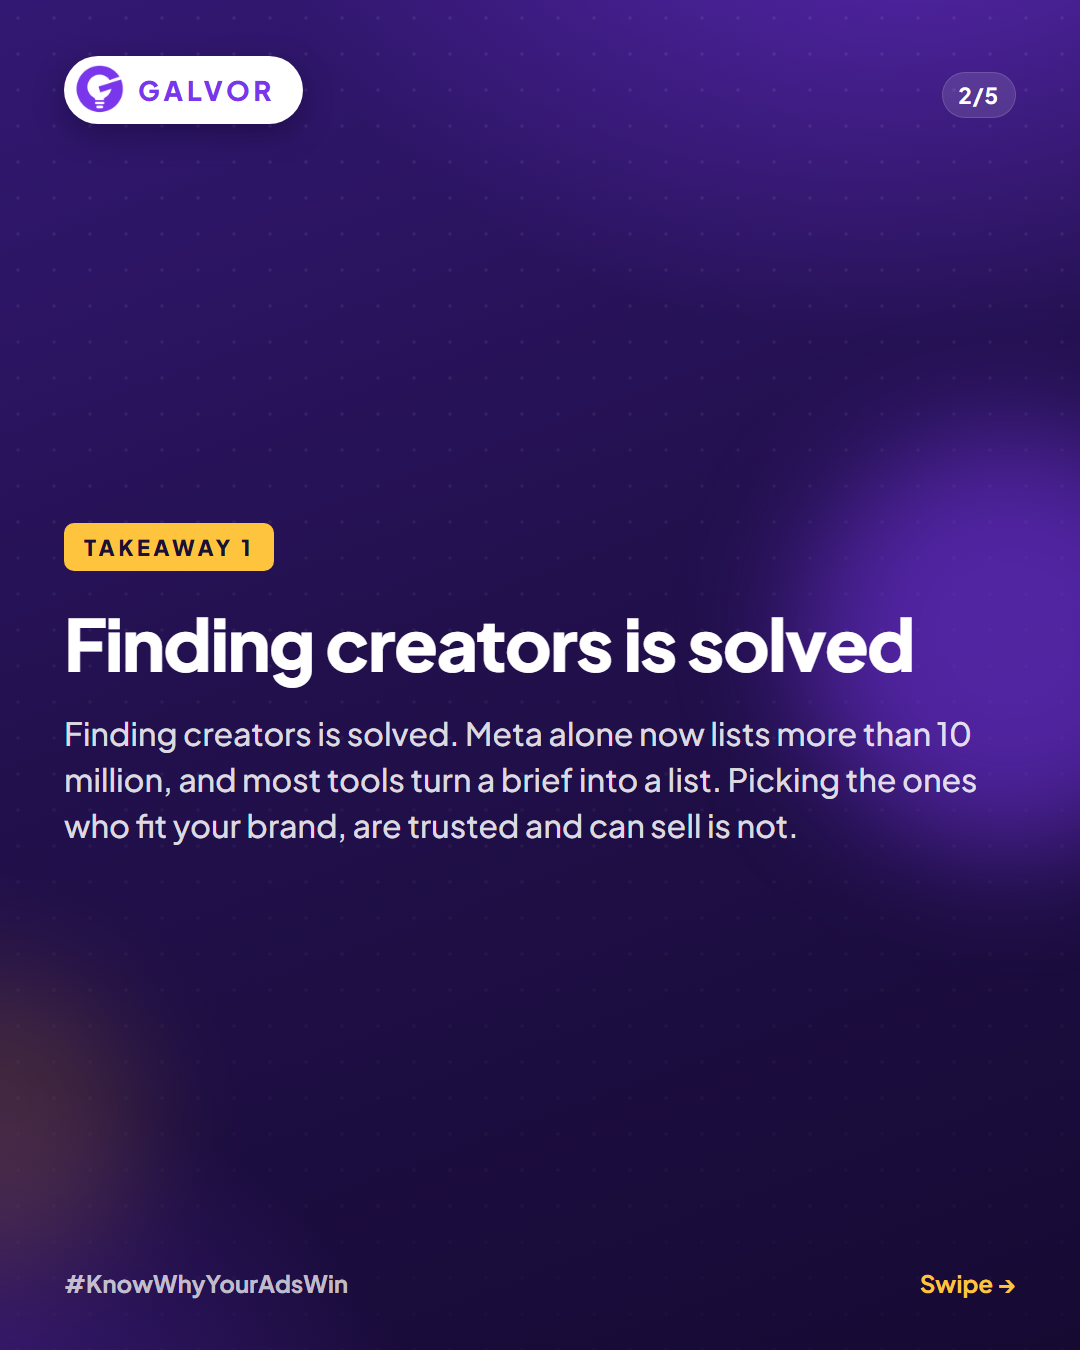 GALVOR
2/5
TAKEAWAY 1
Finding creators is solved
Finding creators is solved. Meta alone now lists more than 10
million, and most tools turn a brief into a list. Picking the ones
who fit your brand, are trusted and can sell is not.
#KnowWhyYourAdsWin
Swipe →